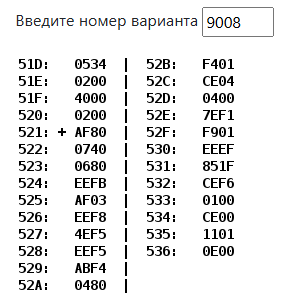 Введите номер варианта 9008
51D: 0534 | 52B: F401
51E: 0200 | 52C: CE04
51F: 4000 | 52D: 0400
520: 0200 | 52E: 7EF1
521: + AF80 | 52F: F901
522: 0740 | 530: EEEF
523: 0680 | 531: 851F
524: EEFB | 532: CEF6
525: AF03 | 533: 0100
526: EEF8 | 534: CE00
527: 4EF5 | 535: 1101
528: EEF5 | 536: 0E00
529: ABF4 |
52A: 0480 |